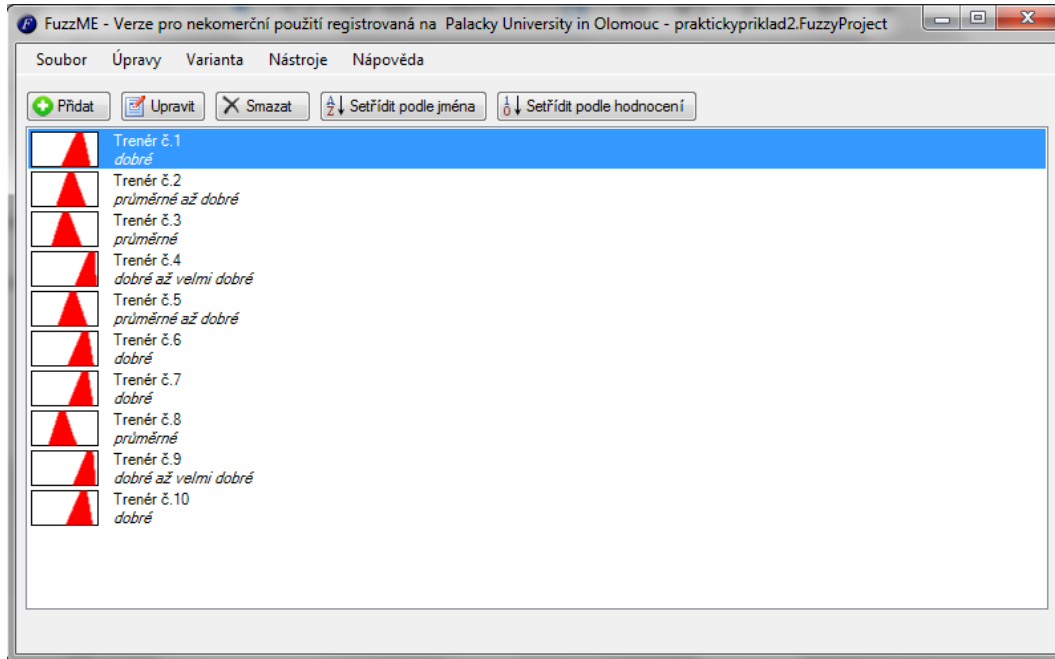 FuzzME - Verze pro nekomerční použití registrovaná na Palacky University in Olomouc - praktickypriklad2.FuzzyProject
Soubor Úpravy Varianta Nástroje Nápověda
Přidat Upravit Smazat Setřídit podle jména Setřídit podle hodnocení
Trenér č.1
dobré
Trenér č.2
průměrné až dobré
Trenér č.3
průměrné
Trenér č.4
dobré až velmi dobré
Trenér č.5
průměrné až dobré
Trenér č.6
dobré
Trenér č.7
dobré
Trenér č.8
průměrné
Trenér č.9
dobré až velmi dobré
Trenér č.10
dobré